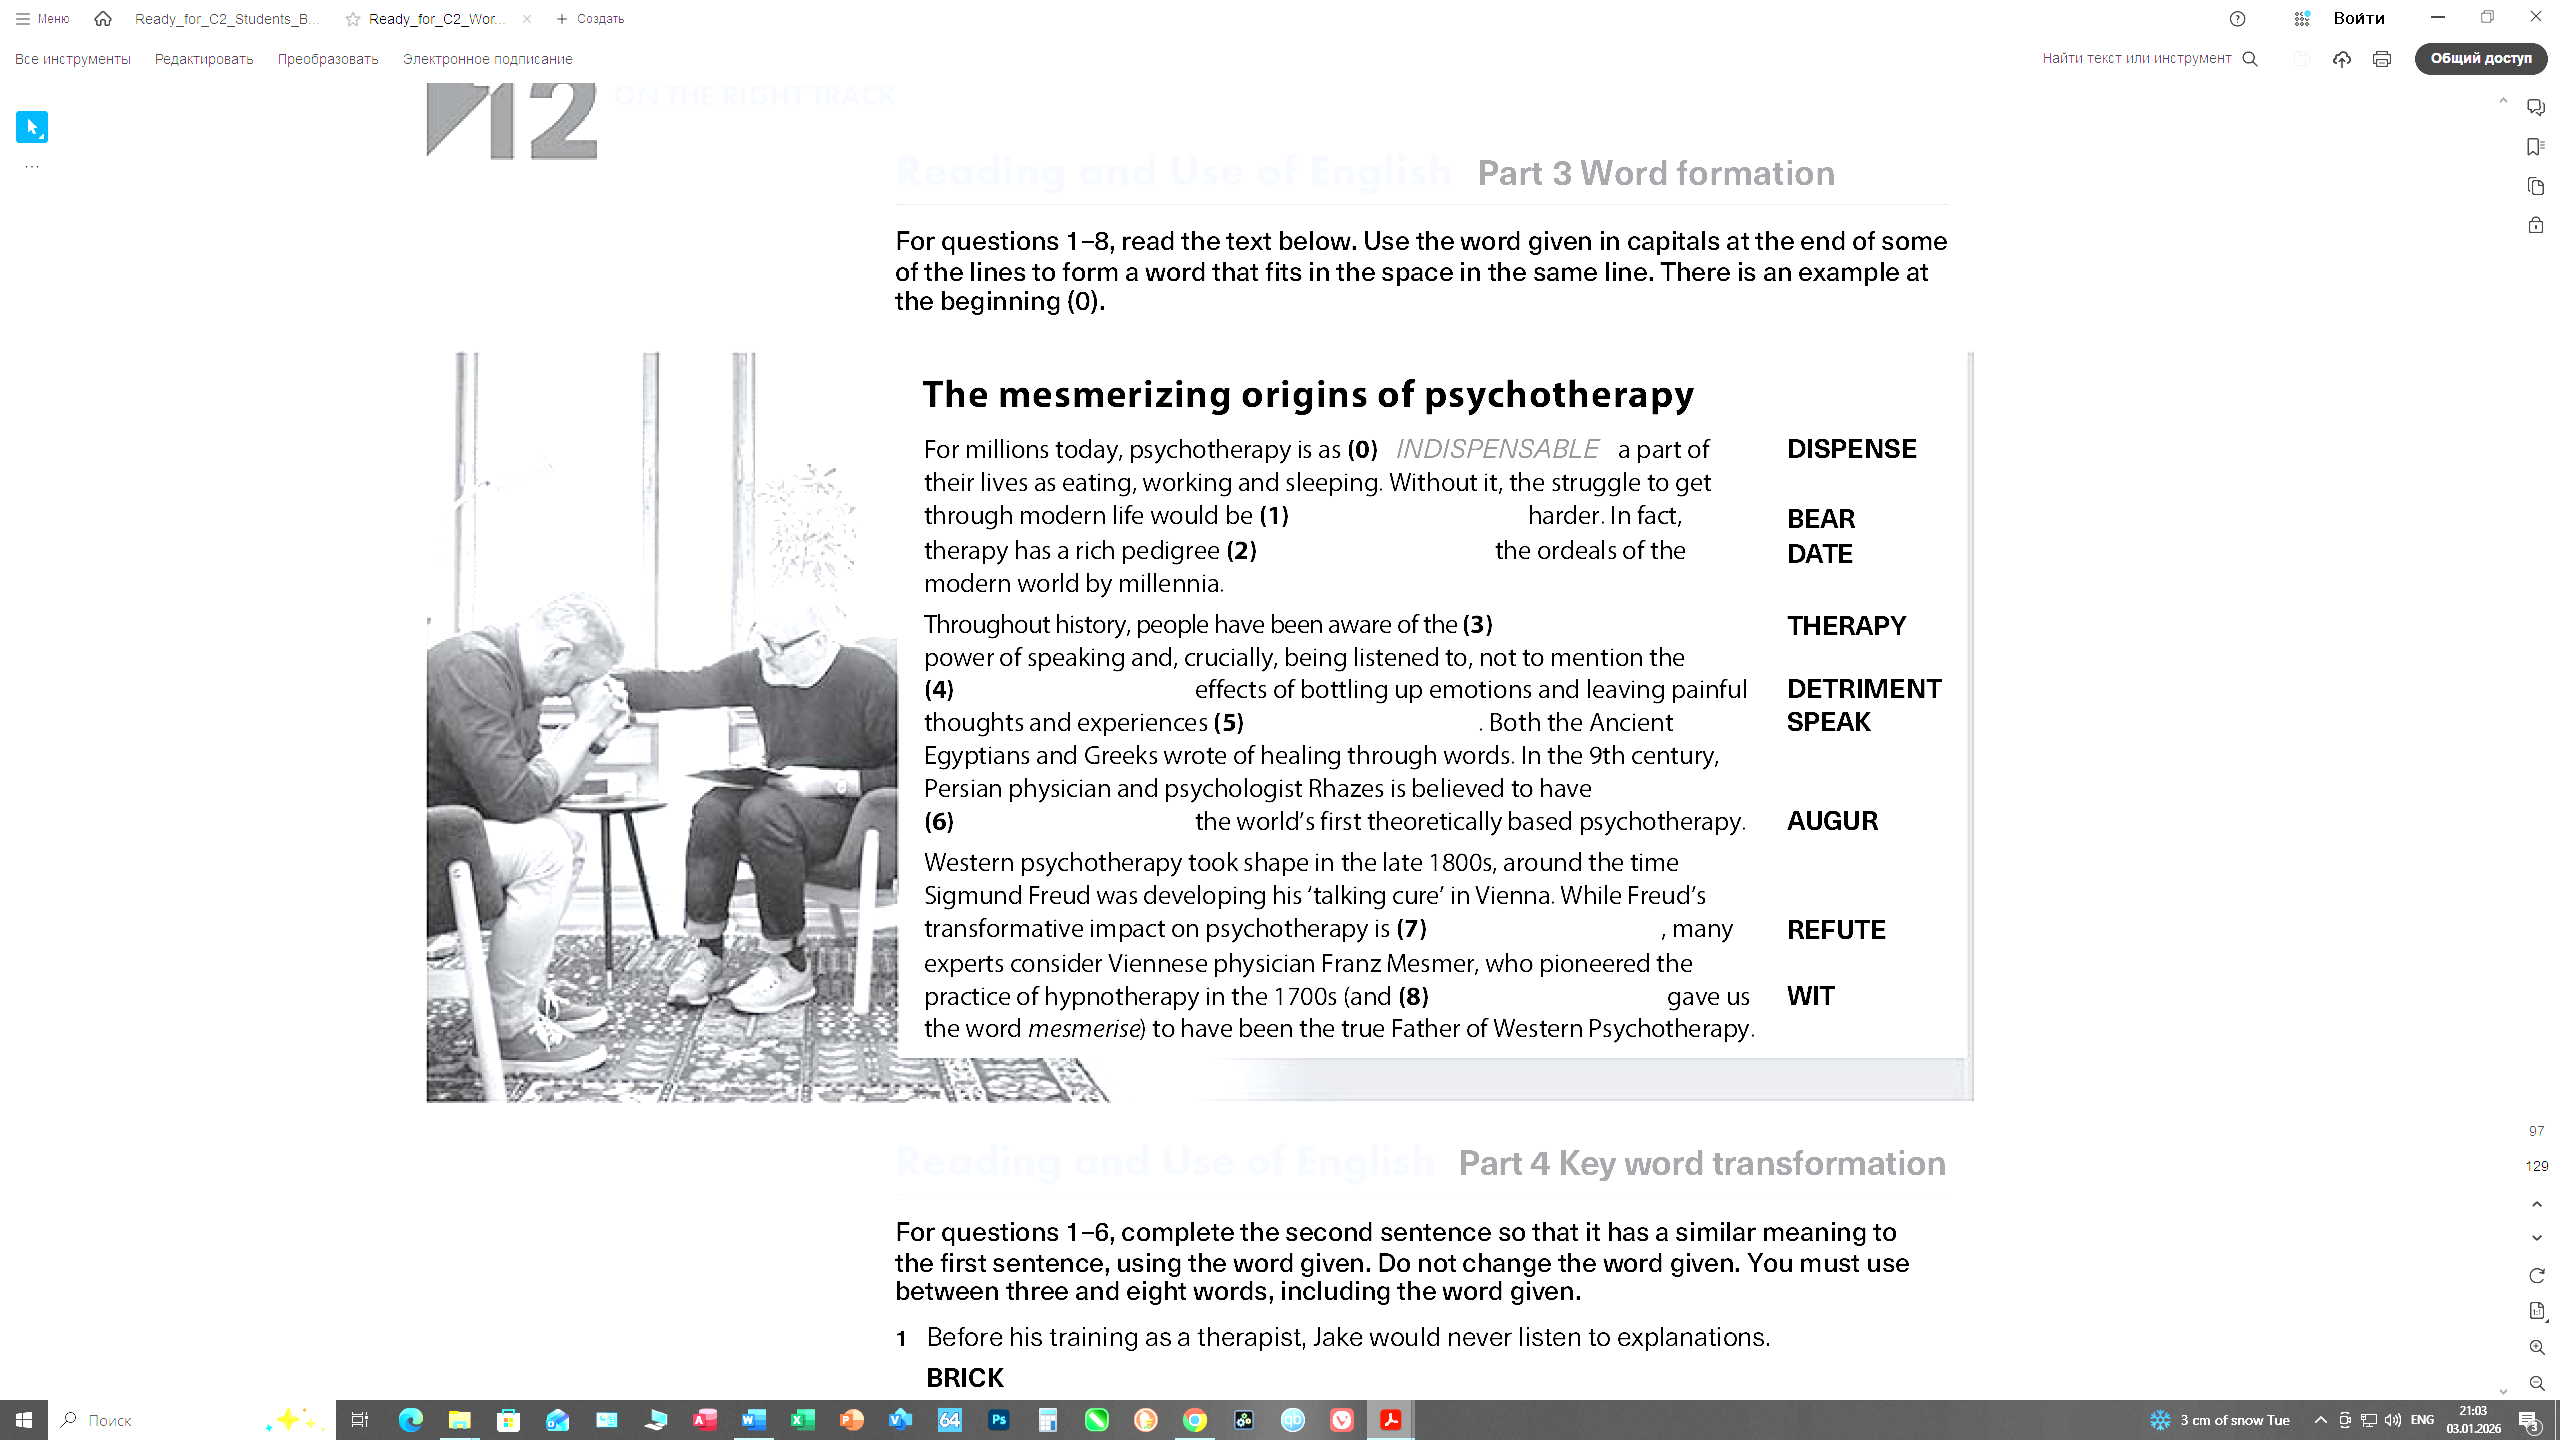 Меню
Ready_for_C2_Students_B...
Ready_for_C2_Wor...
Создать
Войти
Все инструменты
Редактировать
Преобразовать
Электронное подписание
Найти текст или инструмент
Общий доступ
12
ON THE RIGHT TRACK
Reading and Use of English Part 3 Word formation
For questions 1–8, read the text below. Use the word given in capitals at the end of some
of the lines to form a word that fits in the space in the same line. There is an example at
the beginning (0).
The mesmerizing origins of psychotherapy
For millions today, psychotherapy is as (0) INDISPENSABLE a part of DISPENSE
their lives as eating, working and sleeping. Without it, the struggle to get
through modern life would be (1) harder. In fact, BEAR
therapy has a rich pedigree (2) the ordeals of the DATE
modern world by millennia.
Throughout history, people have been aware of the (3) THERAPY
power of speaking and, crucially, being listened to, not to mention the
(4) effects of bottling up emotions and leaving painful DETRIMENT
thoughts and experiences (5) . Both the Ancient SPEAK
Egyptians and Greeks wrote of healing through words. In the 9th century,
Persian physician and psychologist Rhazes is believed to have
(6) the world's first theoretically based psychotherapy. AUGUR
Western psychotherapy took shape in the late 1800s, around the time
Sigmund Freud was developing his 'talking cure' in Vienna. While Freud's
transformative impact on psychotherapy is (7) , many REFUTE
experts consider Viennese physician Franz Mesmer, who pioneered the
practice of hypnotherapy in the 1700s (and (8) gave us WIT
the word mesmerise) to have been the true Father of Western Psychotherapy.
Reading and Use of English Part 4 Key word transformation
For questions 1–6, complete the second sentence so that it has a similar meaning to
the first sentence, using the word given. Do not change the word given. You must use
between three and eight words, including the word given.
1 Before his training as a therapist, Jake would never listen to explanations.
BRICK
97
129
Поиск
64
Ps
qb
3 cm of snow Tue
ENG
21:03
03.01.2026
3